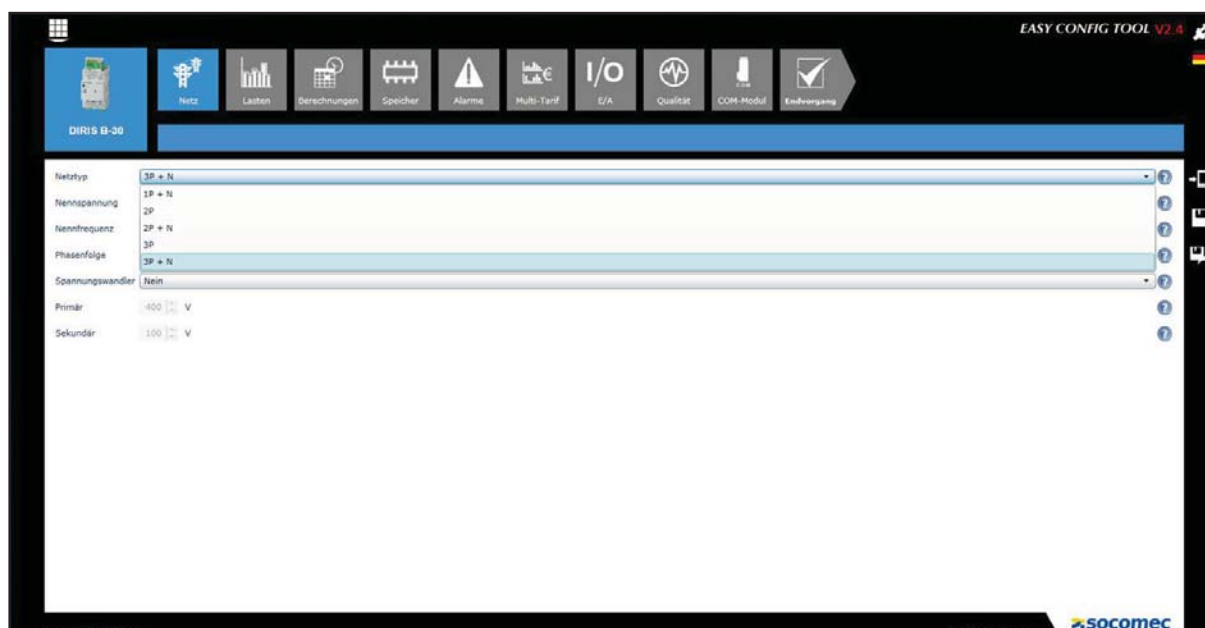 EASY CONFIG TOOL V2.4
DIRIS B-30
Netz
Lasten
Berechnungen
Speicher
Alarme
Multi-Tarif
I/O
E/A
Qualität
COM
COM-Modul
Endvorgang
Netztyp 3P + N
1P + N
Nennspannung
2P
Nennfrequenz 2P + N
3P
Phasenfolge
3P + N
Spannungswandler Nein
Primär 400 V
Sekundär 100 V
socomec